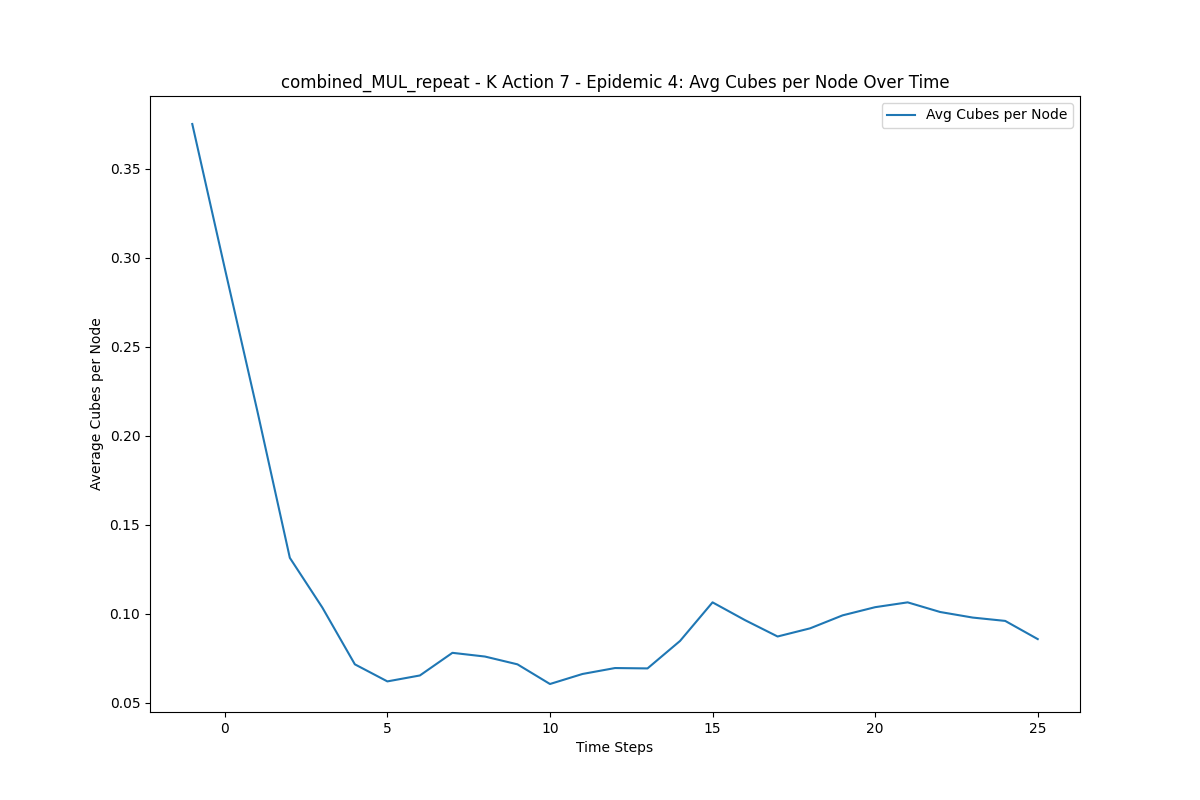 combined_MUL_repeat - K Action 7 - Epidemic 4: Avg Cubes per Node Over Time
Avg Cubes per Node
Average Cubes per Node
0.35
0.30
0.25
0.20
0.15
0.10
0.05
0 5 10 15 20 25
Time Steps